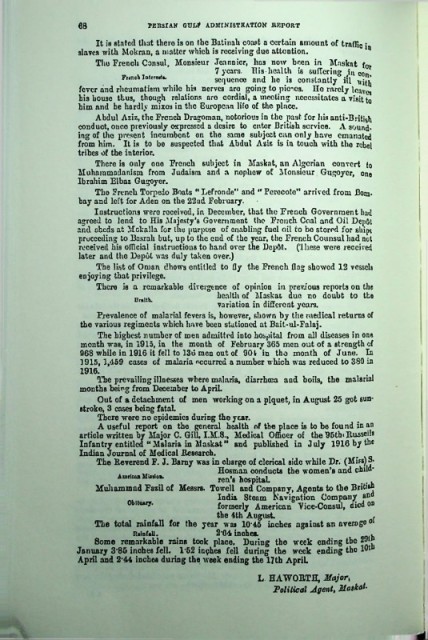 68 PERSIAN GULF ADMINISTRATION REPORT
It is stated that there is on the Batinah coast a certain amount of traffic in
slaves with Mokran, a matter which is receiving due attention.
The French Consul, Monsieur Jeannier, has now been in Maskat for
French Interests.
7 years. His health is suffering in con-
sequence and he is constantly ill with
fever and rheumatism while his nerves are going to pieces. He rarely leaves
his house thus, though relations are cordial, a meeting necessitates a visit to
him and he hardly mixes in the European life of the place.
Abdul Aziz, the French Dragoman, notorious in the past for his anti-British
conduct, once previously expressed a desire to enter British service. A sound-
ing of the present incumbent on the same subject can only have emanated
from him. It is to be suspected that Abdul Azis is in touch with the rebel
tribes of the interior.
There is only one French subject in Maskat, an Algerian convert to
Muhammadanism from Judaism and a nephew of Monsieur Gugoyer, one
Ibrahim Elbaz Gugoyer.
The French Torpedo Boats "Lefronde" and "Perecote" arrived from Bom-
bay and left for Aden on the 22nd February.
Instructions were received, in December, that the French Government had
agreed to lend to His Majesty's Government the French Coal and Oil Depôt
and sheds at Mokalla for the purpose of enabling fuel oil to be stored for ships
proceeding to Basrah but, up to the end of the year, the French Counsul had not
received his official instructions to hand over the Depôt. (These were received
later and the Depôt was duly taken over.)
The list of Oman dhows entitled to fly the French flag showed 12 vessels
enjoying that privilege.
There is a remarkable divergence of opinion in previous reports on the
Health.
health of Maskat due no doubt to the
variation in different years.
Prevalence of malarial fevers is, however, shown by the medical returns of
the various regiments which have been stationed at Bait-ul-Falaj.
The highest number of men admitted into hospital from all diseases in one
month was, in 1915, in the month of February 365 men out of a strength of
968 while in 1916 it fell to 136 men out of 904 in the month of June. In
1915, 1,459 cases of malaria occurred a number which was reduced to 380 in
1916.
The prevailing illnesses where malaria, diarrhœa and boils, the malarial
months being from December to April.
Out of a detachment of men working on a piquet, in August 25 got sun-
stroke, 3 cases being fatal.
There were no epidemics during the year.
A useful report on the general health of the place is to be found in an
article written by Major C. Gill, I.M.S., Medical Officer of the 95th Russell's
Infantry entitled "Malaria in Maskat" and published in July 1916 by the
Indian Journal of Medical Research.
The Reverend F. J. Barny was in charge of clerical side while Dr. (Miss) S.
American Mission.
Hosman conducts the women's and child-
ren's hospital.
Muhammad Fazil of Messrs. Towell and Company, Agents to the British
Obituary.
India Steam Navigation Company and
formerly American Vice-Consul, died on
the 4th August.
The total rainfall for the year was 10·45 inches against an average of
Rainfall.
2·64 inches.
Some remarkable rains took place. During the week ending the 29th
January 3·85 inches fell. 1·52 inches fell during the week ending the 10th
April and 2·44 inches during the week ending the 17th April.
L HAWORTH, Major,
Political Agent, Maskat.